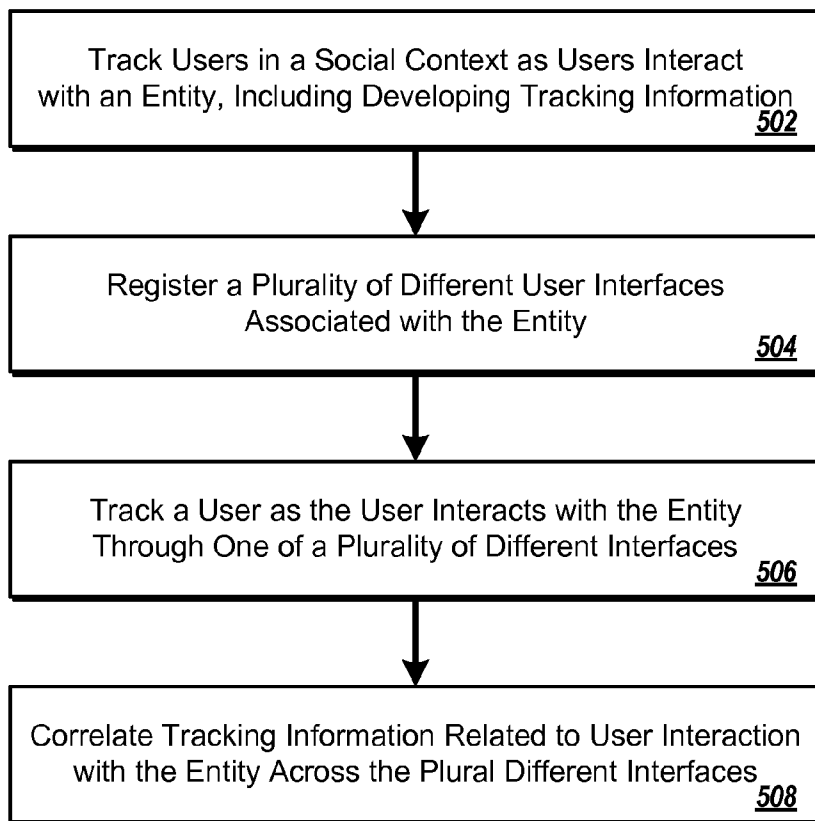 Track Users in a Social Context as Users Interact
with an Entity, Including Developing Tracking Information
502
Register a Plurality of Different User Interfaces
Associated with the Entity
504
Track a User as the User Interacts with the Entity
Through One of a Plurality of Different Interfaces
506
Correlate Tracking Information Related to User Interaction
with the Entity Across the Plural Different Interfaces
508